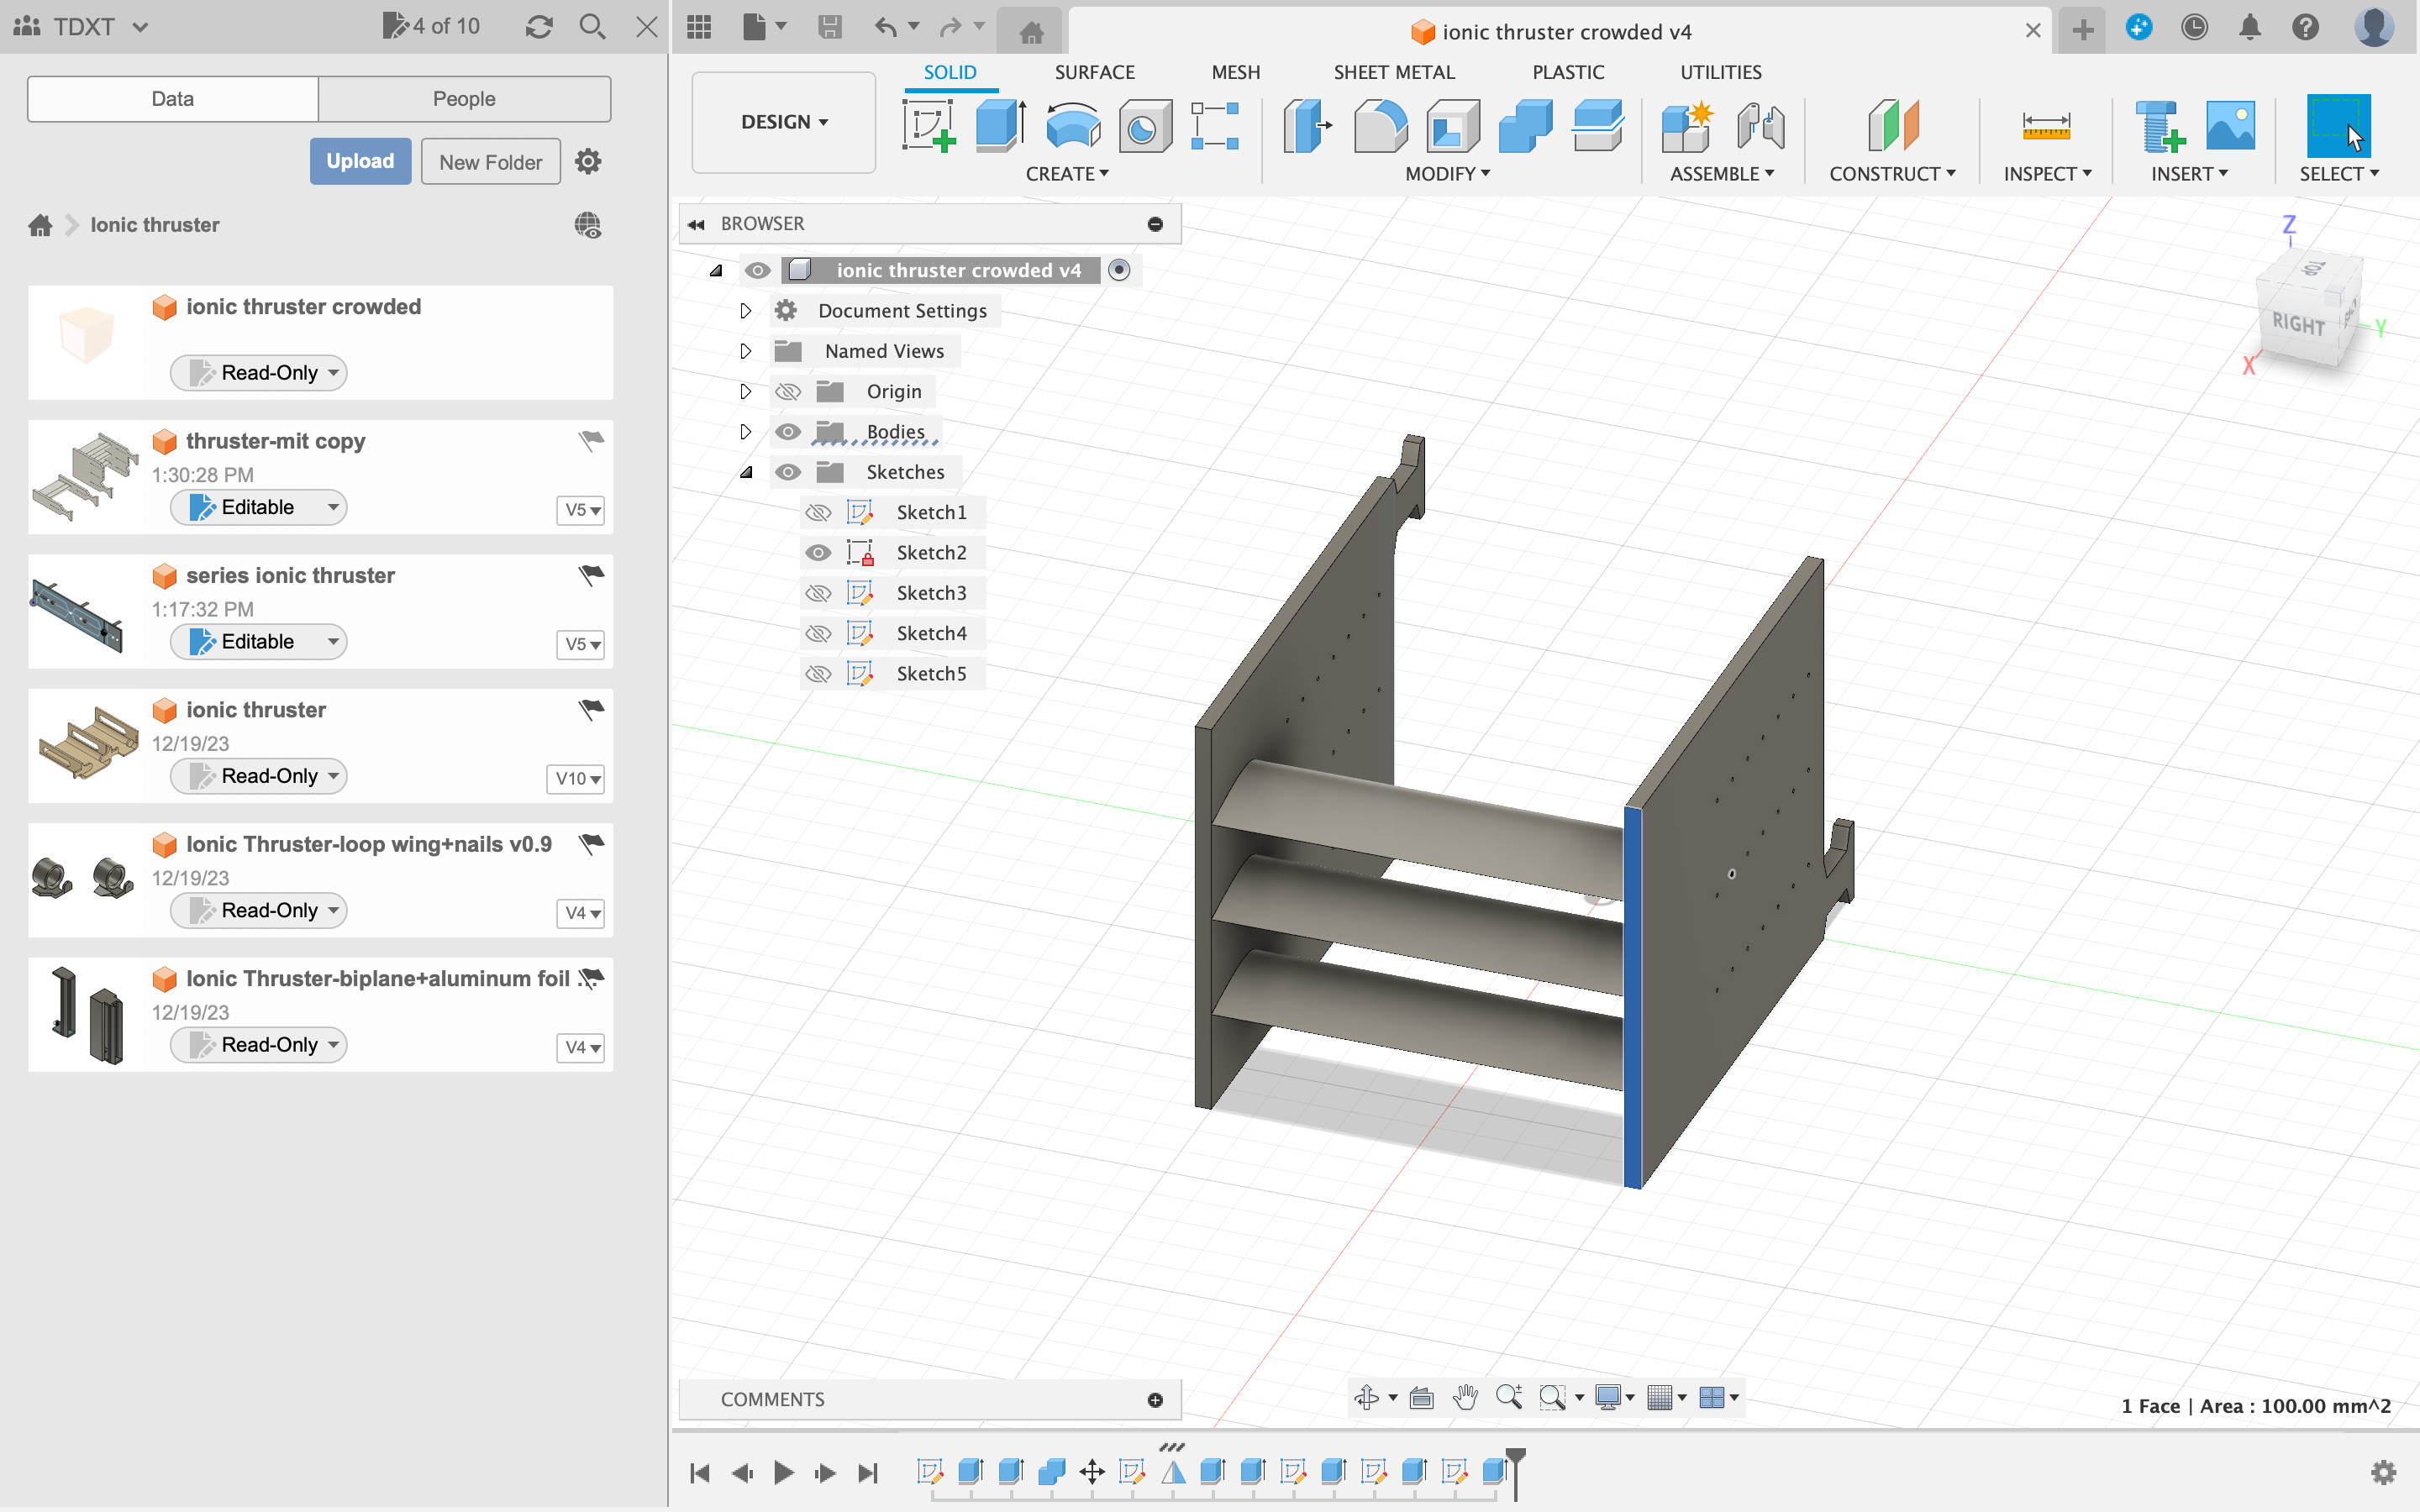 TDXT
4 of 10
Data
People
Upload
New Folder
Ionic thruster
ionic thruster crowded
Read-Only
thruster-mit copy
1:30:28 PM
Editable
V5
series ionic thruster
1:17:32 PM
Editable
V5
ionic thruster
12/19/23
Read-Only
V10
Ionic Thruster-loop wing+nails v0.9
12/19/23
Read-Only
V4
Ionic Thruster-biplane+aluminum foil ...
12/19/23
Read-Only
V4
ionic thruster crowded v4
DESIGN
SOLID
SURFACE
MESH
SHEET METAL
PLASTIC
UTILITIES
CREATE
MODIFY
ASSEMBLE
CONSTRUCT
INSPECT
INSERT
SELECT
BROWSER
ionic thruster crowded v4
Document Settings
Named Views
Origin
Bodies
Sketches
Sketch1
Sketch2
Sketch3
Sketch4
Sketch5
Z
TOP
RIGHT
Y
X
COMMENTS
1 Face | Area : 100.00 mm^2